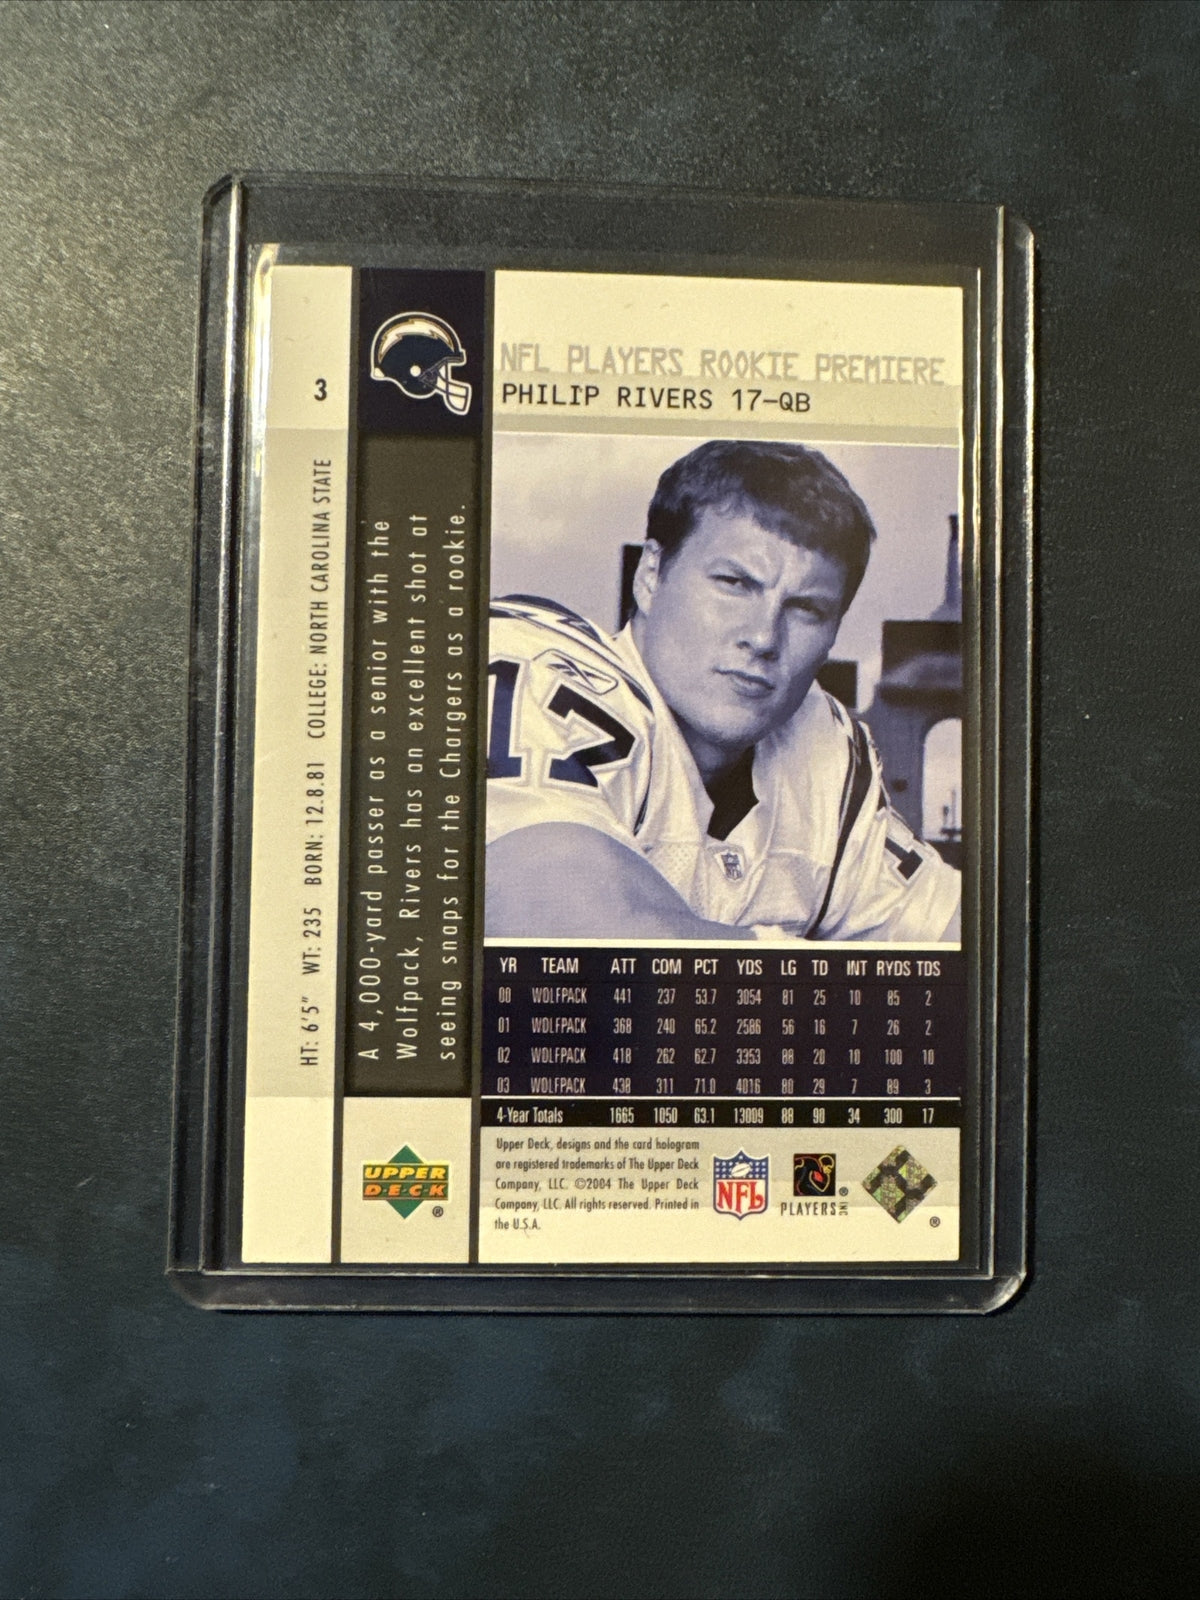 3
NFL PLAYERS ROOKIE PREMIERE
PHILIP RIVERS 17-QB
HT: 6'5" WT: 235 BORN: 12.8.81 COLLEGE: NORTH CAROLINA STATE
A 4,000-yard passer as a senior with the
Wolfpack, Rivers has an excellent shot at
seeing snaps for the Chargers as a rookie.
17
NFL
YR TEAM ATT COM PCT YDS LG TD INT RYDS TDS
00 WOLFPACK 441 237 53.7 3054 81 25 10 85 2
01 WOLFPACK 368 240 65.2 2586 56 16 7 26 2
02 WOLFPACK 418 262 62.7 3353 88 20 10 100 10
03 WOLFPACK 438 311 71.0 4016 80 29 7 89 3
4-Year Totals 1665 1050 63.1 13009 88 90 34 300 17
UPPER
D·E·C·K
®
Upper Deck, designs and the card hologram
are registered trademarks of The Upper Deck
Company, LLC. ©2004 The Upper Deck
Company, LLC. All rights reserved. Printed in
the U.S.A.
NFL
®
PLAYERS INC
®